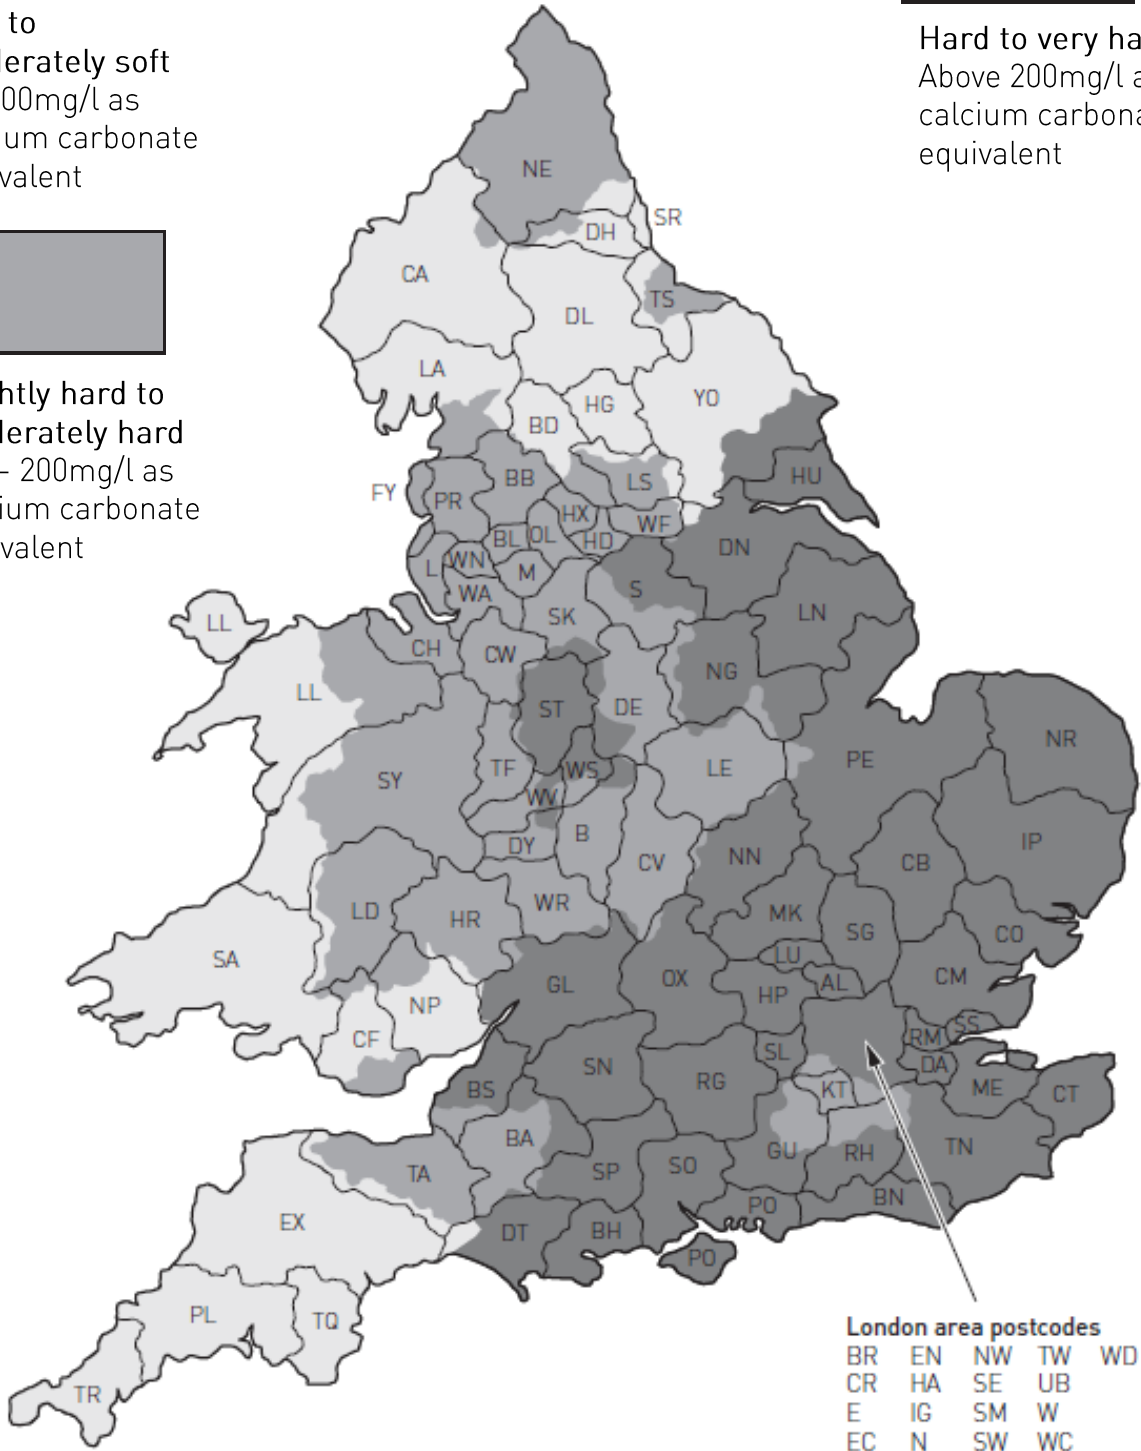 to
erately soft
00mg/l as
um carbonate
valent
Hard to very ha
Above 200mg/l a
calcium carbona
equivalent
htly hard to
derately hard
– 200mg/l as
ium carbonate
valent
NE
SR
DH
CA
TS
DL
LA
YO
HG
BD
HU
BB
LS
FY
PR
HX
WF
OL
BL
HD
DN
WN
L
M
WA
S
LN
SK
LL
CH
CW
NG
LL
ST
DE
NR
PE
TF
WS
LE
SY
WV
B
DY
IP
NN
CB
CV
WR
LD
HR
MK
SG
CO
SA
LU
GL
OX
AL
CM
HP
NP
SS
CF
RM
SL
DA
SN
RG
KT
ME
CT
BS
BA
TN
GU
RH
TA
SP
SO
BN
PO
EX
DT
BH
PO
PL
TQ
TR
London area postcodes
BR EN NW TW WD
CR HA SE UB
E IG SM W
EC N SW WC